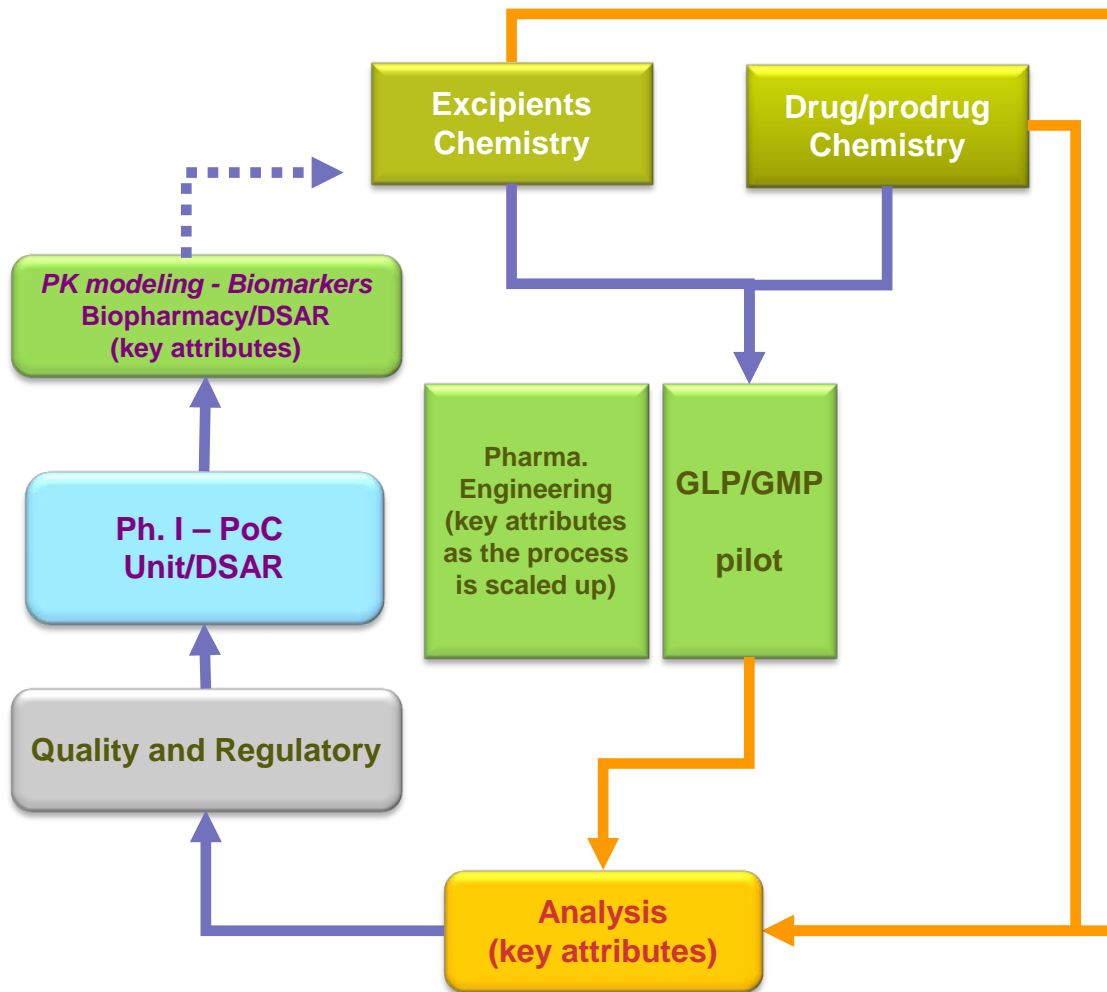 Excipients
Chemistry
Drug/prodrug
Chemistry
PK modeling - Biomarkers
Biopharmacy/DSAR
(key attributes)
Pharma.
Engineering
(key attributes
as the process
is scaled up)
GLP/GMP
pilot
Ph. I – PoC
Unit/DSAR
Quality and Regulatory
Analysis
(key attributes)